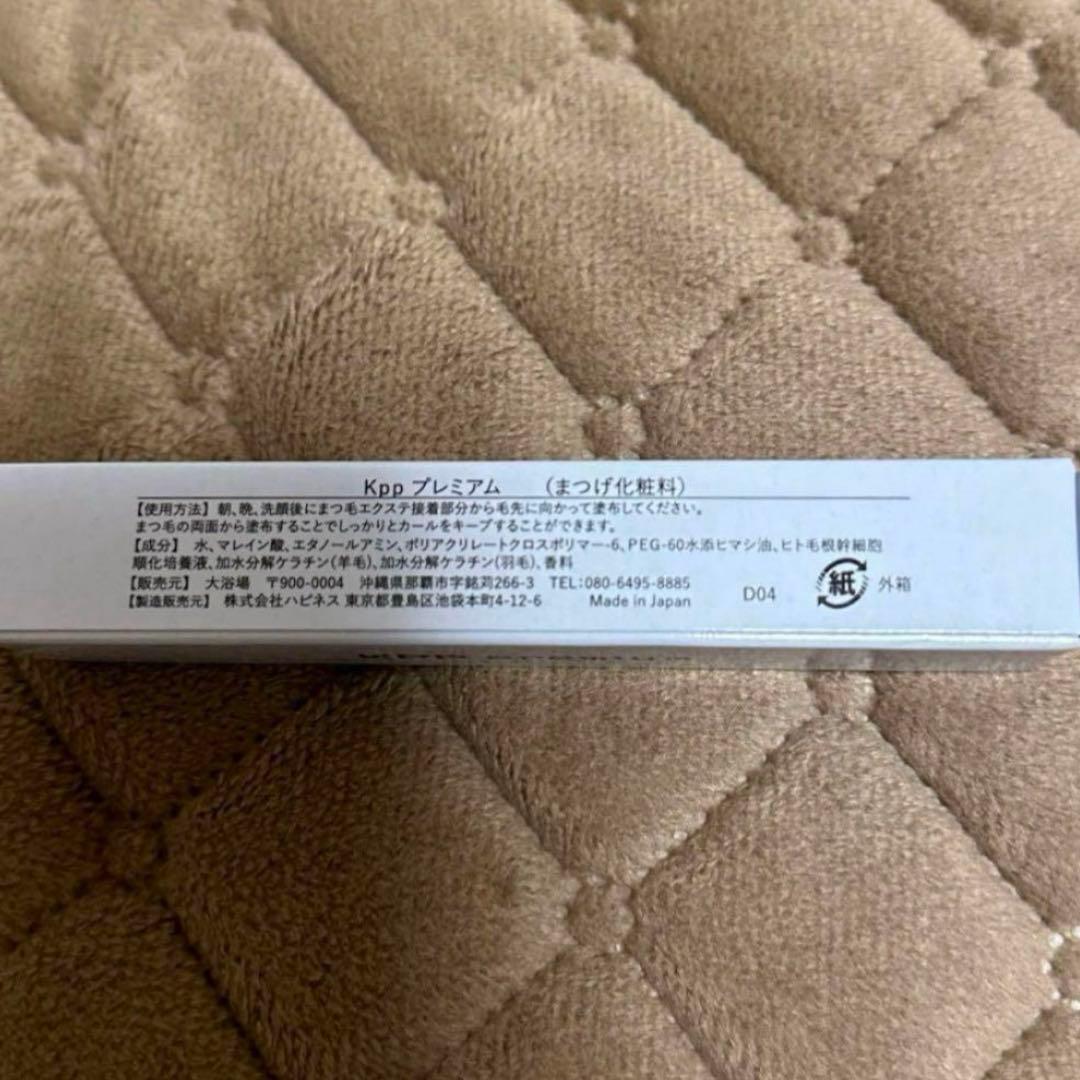 Kpp プレミアム （まつげ化粧料）
【使用方法】 朝、晩、洗顔後にまつ毛エクステ接着部分から毛先に向かって塗布してください。
まつ毛の両面から塗布することでしっかりとカールをキープすることができます。
【成分】 水、マレイン酸、エタノールアミン、ポリアクリレートクロスポリマー-6、PEG-60水添ヒマシ油、ヒト毛根幹細胞
順化培養液、加水分解ケラチン（羊毛）、加水分解ケラチン（羽毛）、香料
【販売元】 大浴場 〒900-0004 沖縄県那覇市字銘苅266-3 TEL：080-6495-8885
【製造販売元】 株式会社ハピネス 東京都豊島区池袋本町4-12-6 Made in Japan
D04
紙 外箱